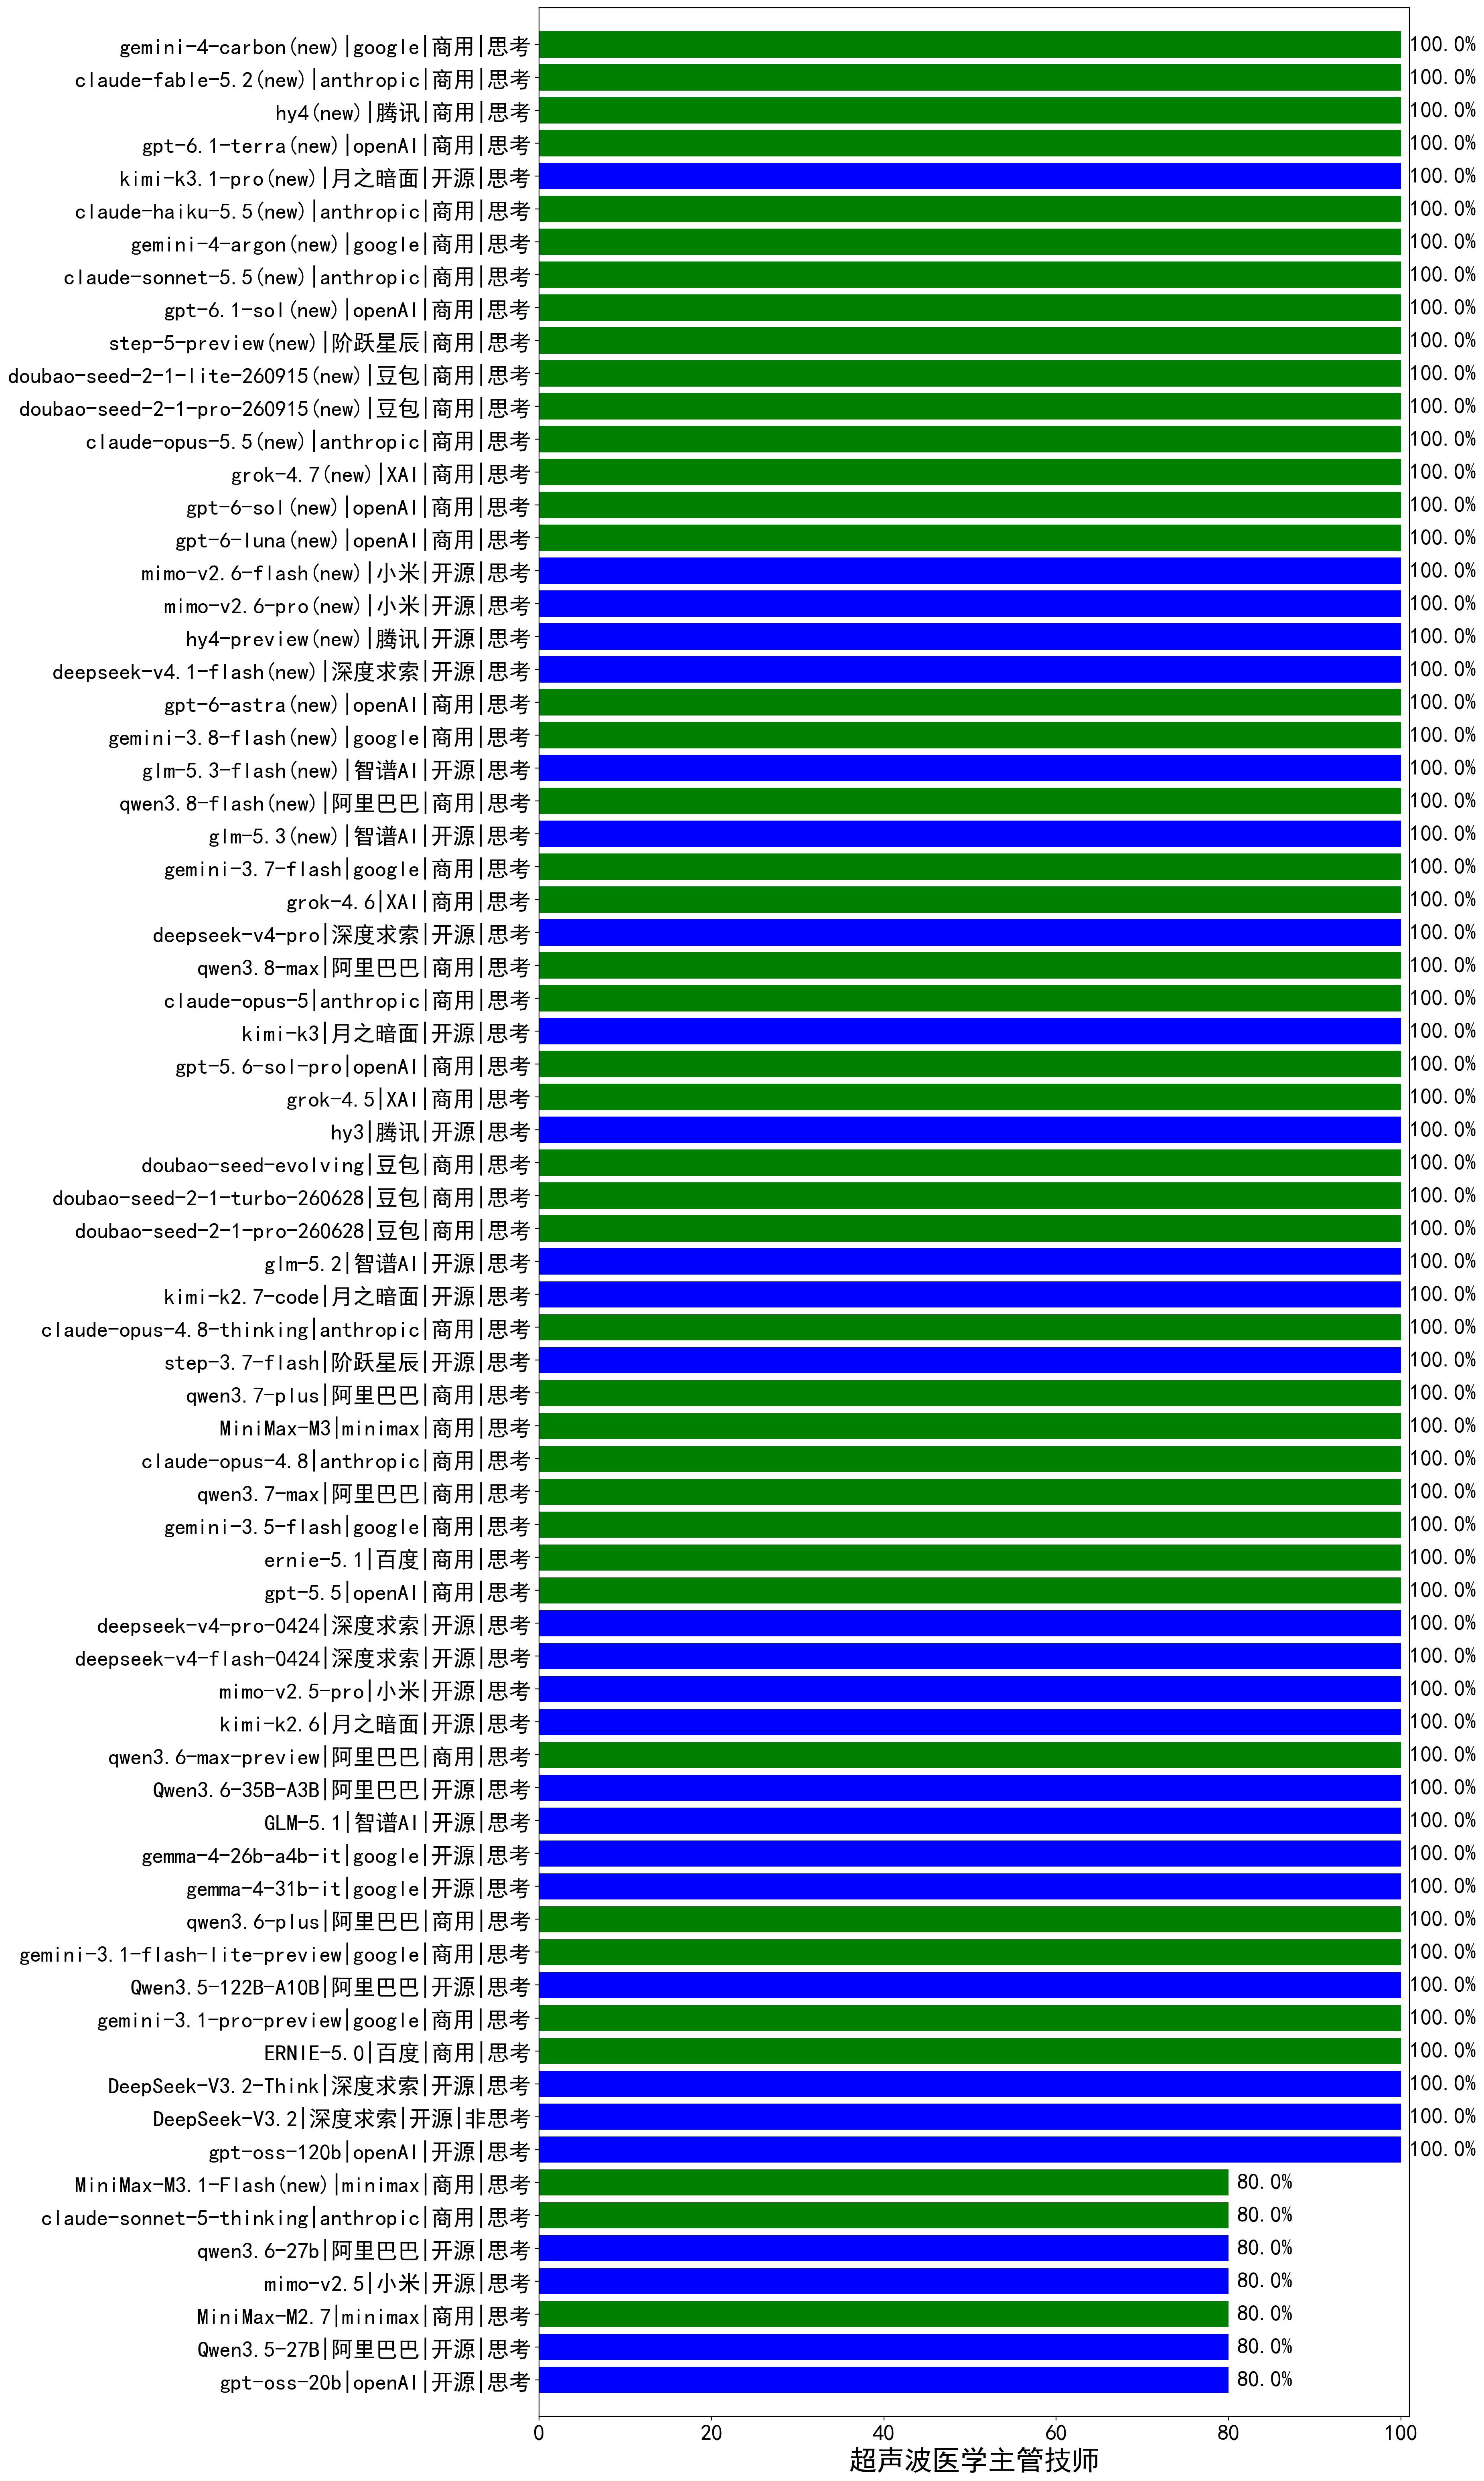 gemini-4-carbon(new)|google|商用|思考 100.0%
claude-fable-5.2(new)|anthropic|商用|思考 100.0%
hy4(new)|腾讯|商用|思考 100.0%
gpt-6.1-terra(new)|openAI|商用|思考 100.0%
kimi-k3.1-pro(new)|月之暗面|开源|思考 100.0%
claude-haiku-5.5(new)|anthropic|商用|思考 100.0%
gemini-4-argon(new)|google|商用|思考 100.0%
claude-sonnet-5.5(new)|anthropic|商用|思考 100.0%
gpt-6.1-sol(new)|openAI|商用|思考 100.0%
step-5-preview(new)|阶跃星辰|商用|思考 100.0%
doubao-seed-2-1-lite-260915(new)|豆包|商用|思考 100.0%
doubao-seed-2-1-pro-260915(new)|豆包|商用|思考 100.0%
claude-opus-5.5(new)|anthropic|商用|思考 100.0%
grok-4.7(new)|XAI|商用|思考 100.0%
gpt-6-sol(new)|openAI|商用|思考 100.0%
gpt-6-luna(new)|openAI|商用|思考 100.0%
mimo-v2.6-flash(new)|小米|开源|思考 100.0%
mimo-v2.6-pro(new)|小米|开源|思考 100.0%
hy4-preview(new)|腾讯|开源|思考 100.0%
deepseek-v4.1-flash(new)|深度求索|开源|思考 100.0%
gpt-6-astra(new)|openAI|商用|思考 100.0%
gemini-3.8-flash(new)|google|商用|思考 100.0%
glm-5.3-flash(new)|智谱AI|开源|思考 100.0%
qwen3.8-flash(new)|阿里巴巴|商用|思考 100.0%
glm-5.3(new)|智谱AI|开源|思考 100.0%
gemini-3.7-flash|google|商用|思考 100.0%
grok-4.6|XAI|商用|思考 100.0%
deepseek-v4-pro|深度求索|开源|思考 100.0%
qwen3.8-max|阿里巴巴|商用|思考 100.0%
claude-opus-5|anthropic|商用|思考 100.0%
kimi-k3|月之暗面|开源|思考 100.0%
gpt-5.6-sol-pro|openAI|商用|思考 100.0%
grok-4.5|XAI|商用|思考 100.0%
hy3|腾讯|开源|思考 100.0%
doubao-seed-evolving|豆包|商用|思考 100.0%
doubao-seed-2-1-turbo-260628|豆包|商用|思考 100.0%
doubao-seed-2-1-pro-260628|豆包|商用|思考 100.0%
glm-5.2|智谱AI|开源|思考 100.0%
kimi-k2.7-code|月之暗面|开源|思考 100.0%
claude-opus-4.8-thinking|anthropic|商用|思考 100.0%
step-3.7-flash|阶跃星辰|开源|思考 100.0%
qwen3.7-plus|阿里巴巴|商用|思考 100.0%
MiniMax-M3|minimax|商用|思考 100.0%
claude-opus-4.8|anthropic|商用|思考 100.0%
qwen3.7-max|阿里巴巴|商用|思考 100.0%
gemini-3.5-flash|google|商用|思考 100.0%
ernie-5.1|百度|商用|思考 100.0%
gpt-5.5|openAI|商用|思考 100.0%
deepseek-v4-pro-0424|深度求索|开源|思考 100.0%
deepseek-v4-flash-0424|深度求索|开源|思考 100.0%
mimo-v2.5-pro|小米|开源|思考 100.0%
kimi-k2.6|月之暗面|开源|思考 100.0%
qwen3.6-max-preview|阿里巴巴|商用|思考 100.0%
Qwen3.6-35B-A3B|阿里巴巴|开源|思考 100.0%
GLM-5.1|智谱AI|开源|思考 100.0%
gemma-4-26b-a4b-it|google|开源|思考 100.0%
gemma-4-31b-it|google|开源|思考 100.0%
qwen3.6-plus|阿里巴巴|商用|思考 100.0%
gemini-3.1-flash-lite-preview|google|商用|思考 100.0%
Qwen3.5-122B-A10B|阿里巴巴|开源|思考 100.0%
gemini-3.1-pro-preview|google|商用|思考 100.0%
ERNIE-5.0|百度|商用|思考 100.0%
DeepSeek-V3.2-Think|深度求索|开源|思考 100.0%
DeepSeek-V3.2|深度求索|开源|非思考 100.0%
gpt-oss-120b|openAI|开源|思考 100.0%
MiniMax-M3.1-Flash(new)|minimax|商用|思考 80.0%
claude-sonnet-5-thinking|anthropic|商用|思考 80.0%
qwen3.6-27b|阿里巴巴|开源|思考 80.0%
mimo-v2.5|小米|开源|思考 80.0%
MiniMax-M2.7|minimax|商用|思考 80.0%
Qwen3.5-27B|阿里巴巴|开源|思考 80.0%
gpt-oss-20b|openAI|开源|思考 80.0%
0 20 40 60 80 100
超声波医学主管技师